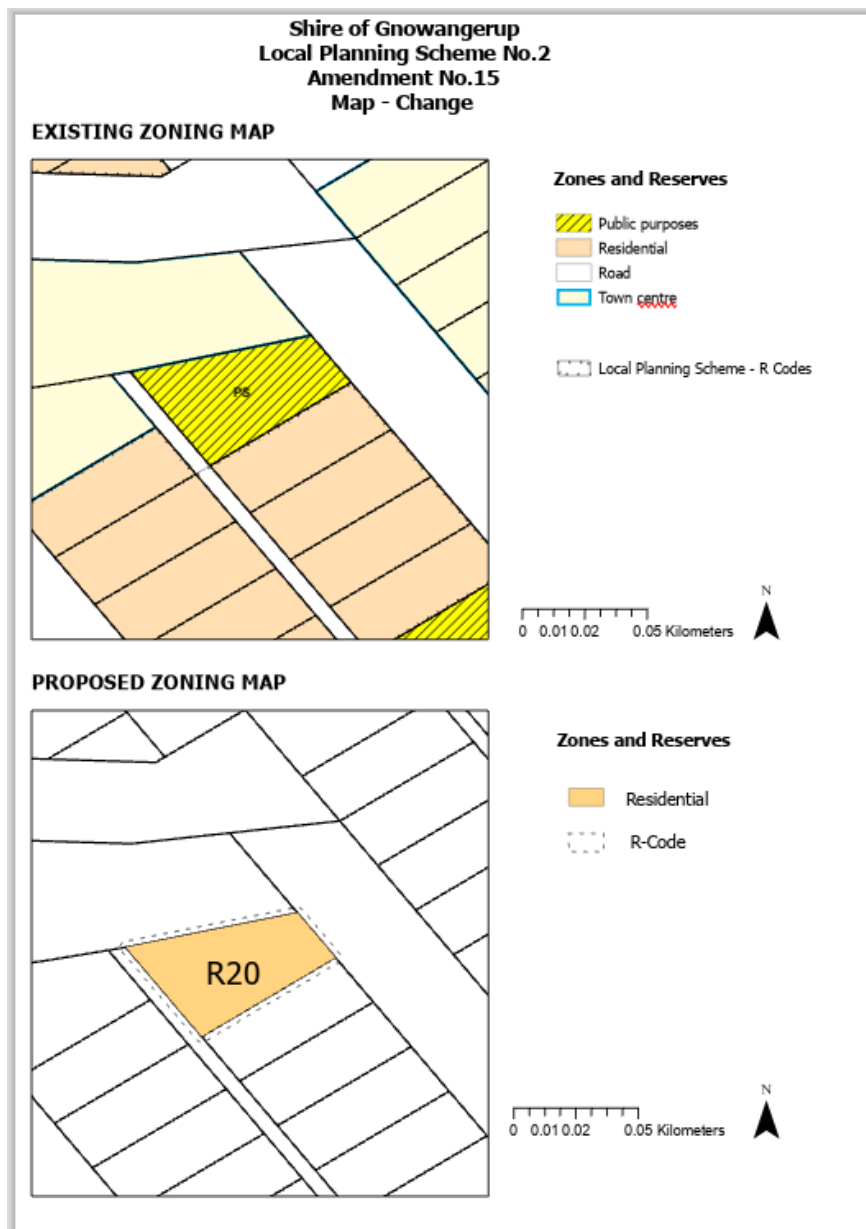 Shire of Gnowangerup
Local Planning Scheme No.2
Amendment No.15
Map - Change
EXISTING ZONING MAP
PS
Zones and Reserves
Public purposes
Residential
Road
Town centre
Local Planning Scheme - R Codes
N
0 0.01 0.02 0.05 Kilometers
PROPOSED ZONING MAP
R20
Zones and Reserves
Residential
R-Code
N
0 0.01 0.02 0.05 Kilometers